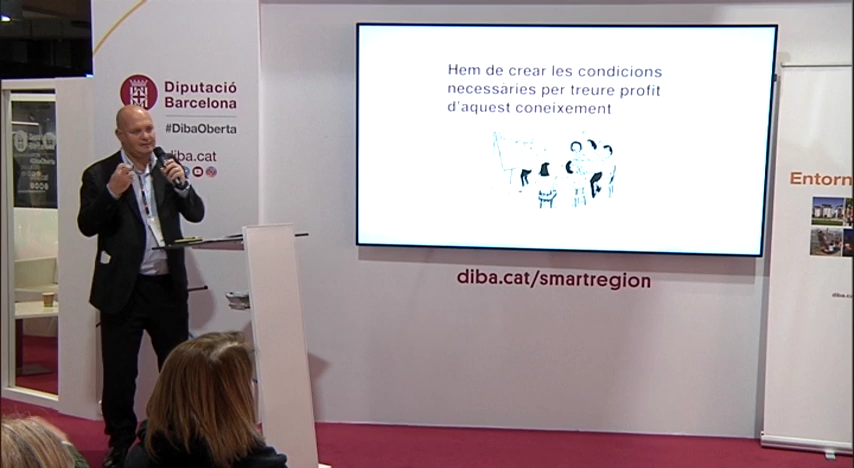 Diputació
Barcelona
#DibaOberta
diba.cat
Hem de crear les condicions
necessàries per treure profit
d'aquest coneixement
diba.cat/smartregion
Entorn